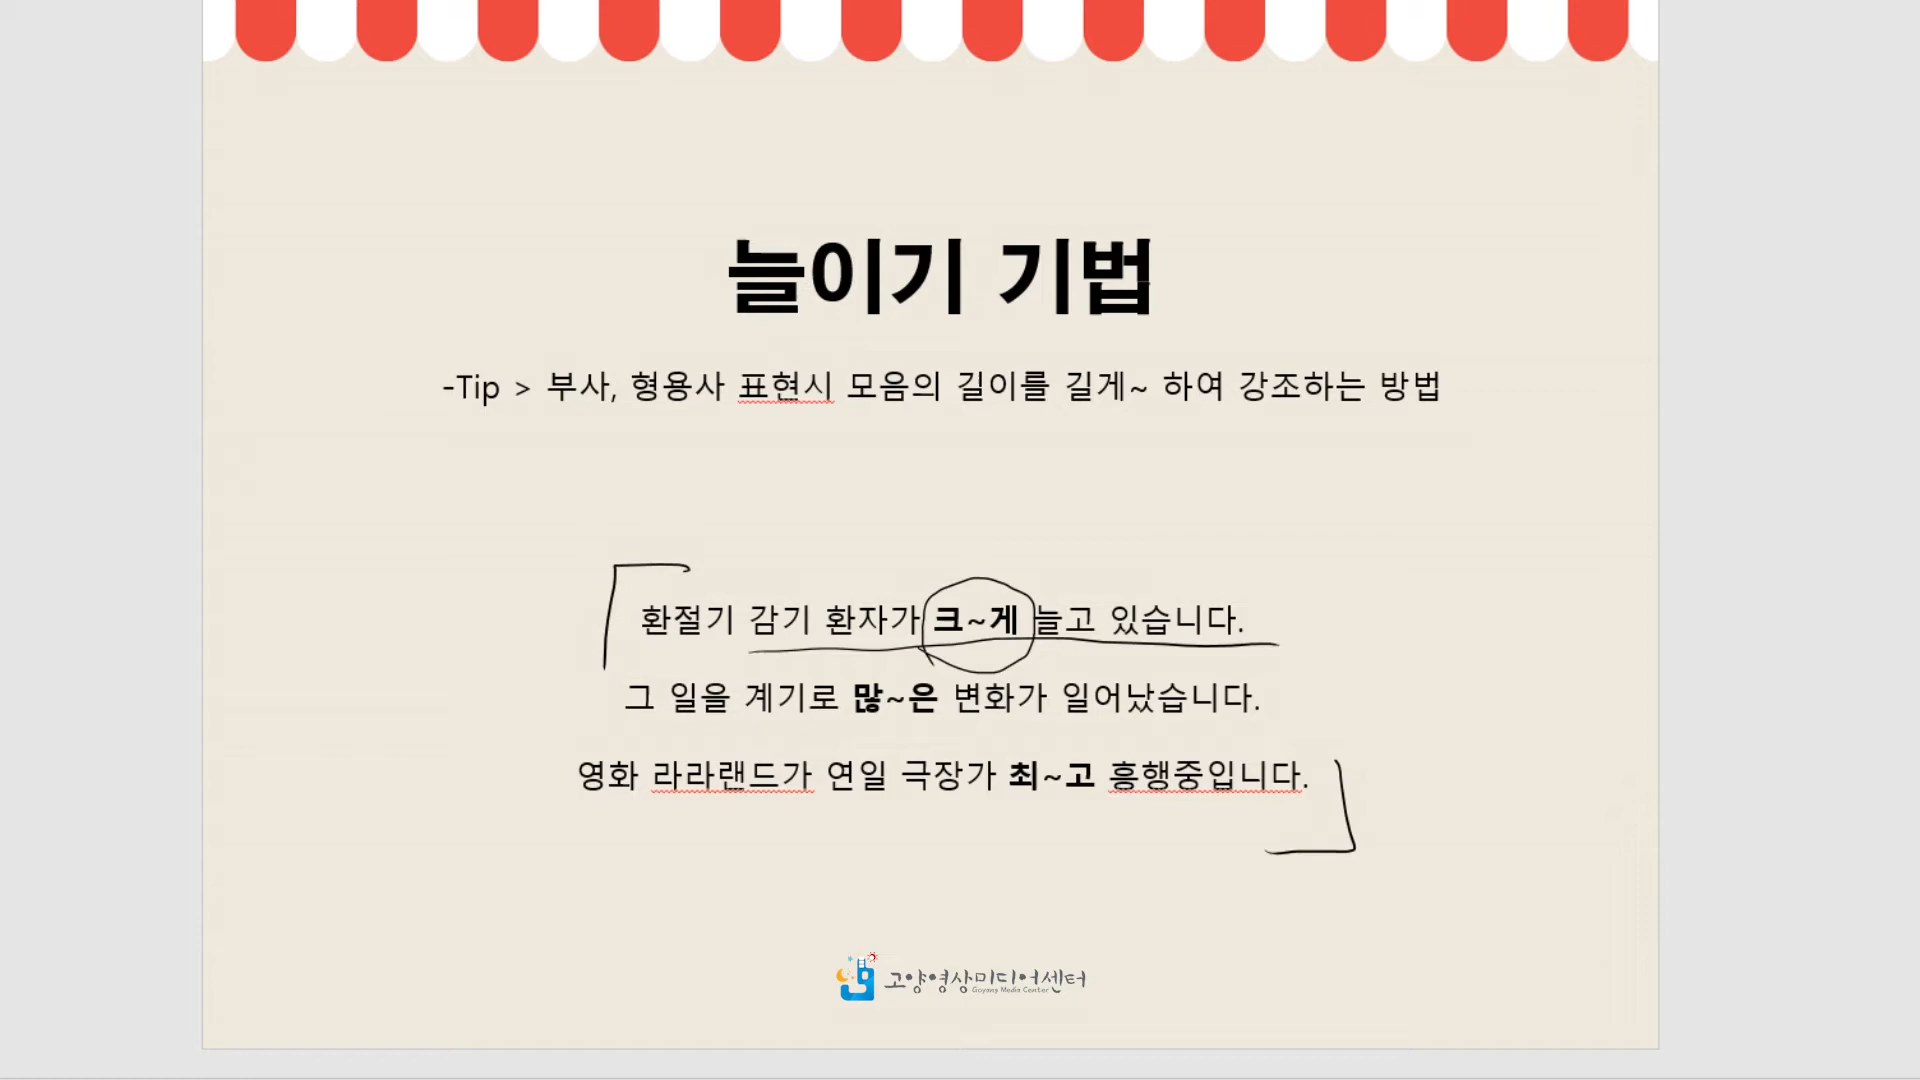 늘이기 기법
-Tip > 부사, 형용사 표현시 모음의 길이를 길게~ 하여 강조하는 방법
환절기 감기 환자가 크~게 늘고 있습니다.
그 일을 계기로 많~은 변화가 일어났습니다.
영화 라라랜드가 연일 극장가 최~고 흥행중입니다.
고양영상미디어센터
Goyang Media Center